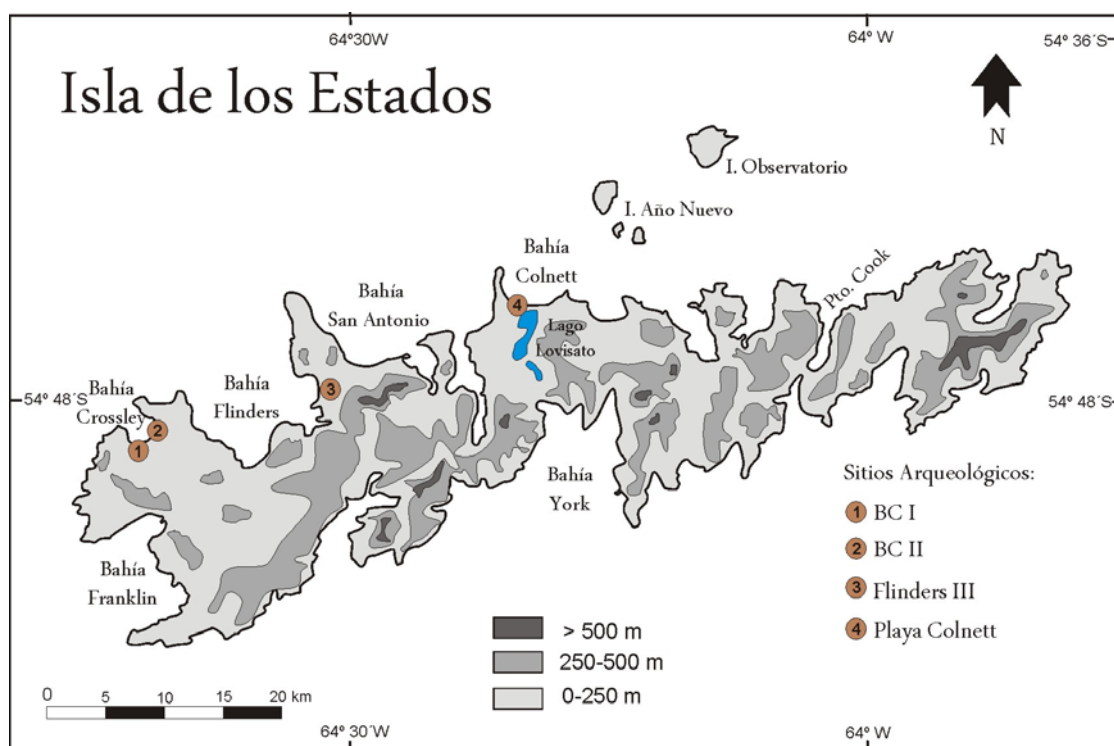 64°30W
64° W
54° 36´S
Isla de los Estados
N
I. Observatorio
I. Año Nuevo
Bahía
Colnett
Pto. Cook
Bahía
San Antonio
4
Lago
Lovisato
Bahía
Crossley
Bahía
Flinders
3
54° 48´S
54° 48´S
2
1
Bahía
York
Bahía
Franklin
Sitios Arqueológicos:
1 BC I
2 BC II
3 Flinders III
4 Playa Colnett
> 500 m
250-500 m
0-250 m
0 5 10 15 20 km
64° 30´W
64° W